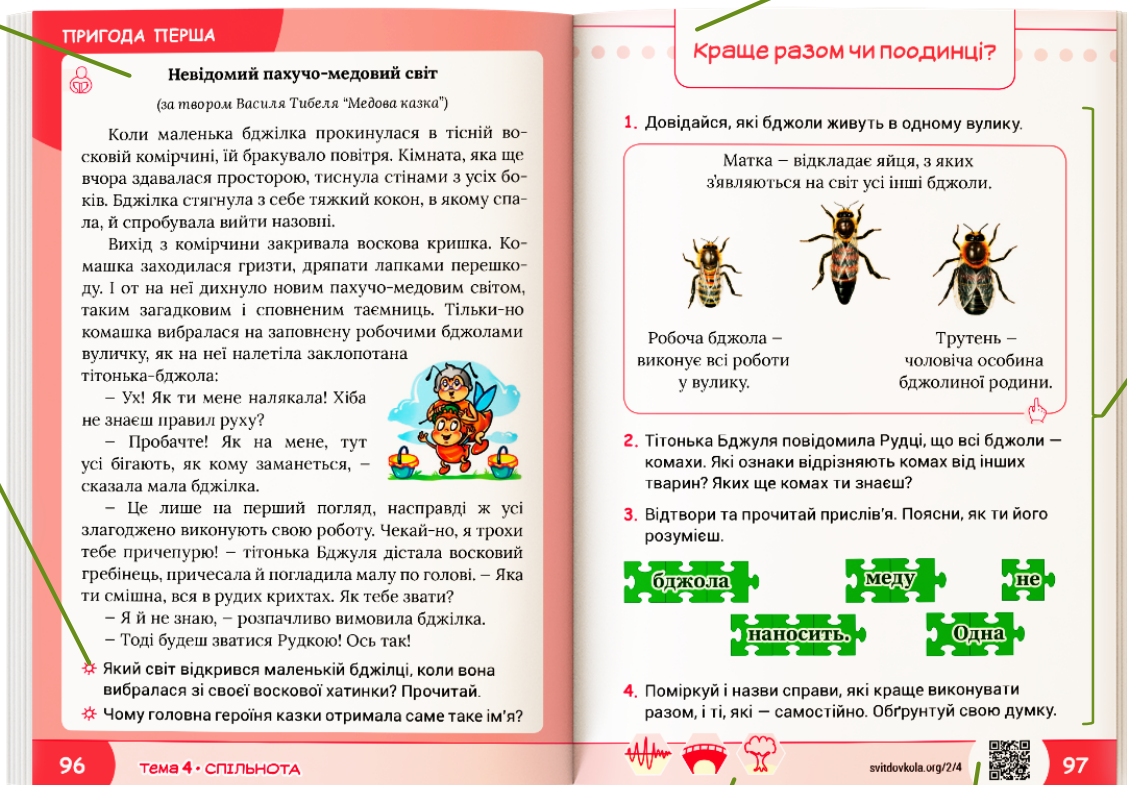 ПРИГОДА ПЕРША
Невідомий пахучо-медовий світ
(за твором Василя Тибеля “Медова казка”)
Коли маленька бджілка прокинулася в тісній во-
сковій комірчині, їй бракувало повітря. Кімната, яка ще
вчора здавалася просторою, тиснула стінами з усіх бо-
ків. Бджілка стягнула з себе тяжкий кокон, в якому спа-
ла, й спробувала вийти назовні.
Вихід з комірчини закривала воскова кришка. Ко-
машка заходилася гризти, дряпати лапками перешко-
ду. І от на неї дихнуло новим пахучо-медовим світом,
таким загадковим і сповненим таємниць. Тільки-но
комашка вибралася на заповнену робочими бджолами
вуличку, як на неї налетіла заклопотана
тітонька-бджола:
– Ух! Як ти мене налякала! Хіба
не знаєш правил руху?
– Пробачте! Як на мене, тут
усі бігають, як кому заманеться, –
сказала мала бджілка.
– Це лише на перший погляд, насправді ж усі
злагоджено виконують свою роботу. Чекай-но, я трохи
тебе причепурю! – тітонька Бджуля дістала восковий
гребінець, причесала й погладила малу по голові. – Яка
ти смішна, вся в рудих крихтах. Як тебе звати?
– Я й не знаю, – розпачливо вимовила бджілка.
– Тоді будеш зватися Рудкою! Ось так!
Який світ відкрився маленькій бджілці, коли вона
вибралася зі своєї воскової хатинки? Прочитай.
Чому головна героїня казки отримала саме таке ім’я?
96
Тема 4 • СПІЛЬНОТА
Краще разом чи поодинці?
1. Довідайся, які бджоли живуть в одному вулику.
Матка – відкладає яйця, з яких
з’являються на світ усі інші бджоли.
Робоча бджола –
виконує всі роботи
у вулику.
Трутень –
чоловіча особина
бджолиної родини.
2. Тітонька Бджуля повідомила Рудці, що всі бджоли –
комахи. Які ознаки відрізняють комах від інших
тварин? Яких ще комах ти знаєш?
3. Відтвори та прочитай прислів’я. Поясни, як ти його
розумієш.
бджола меду не
наносить. Одна
4. Поміркуй і назви справи, які краще виконувати
разом, і ті, які – самостійно. Обґрунтуй свою думку.
svitdovkola.org/2/4
97